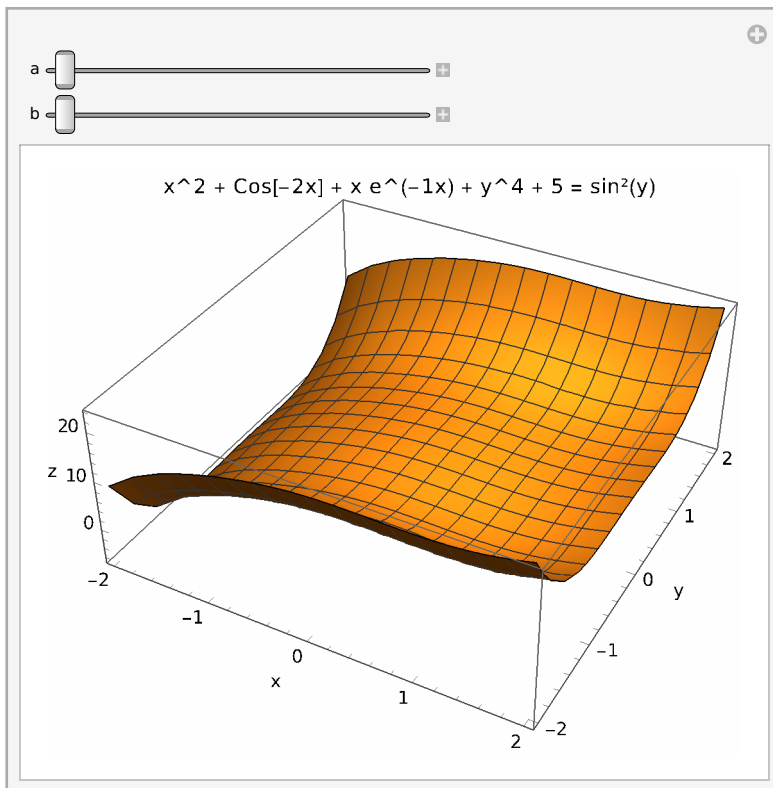 a
b
x^2 + Cos[−2x] + x e^(−1x) + y^4 + 5 = sin²(y)
20
z 10
0
−2
−1
0
x
1
2
2
1
0
y
−1
−2